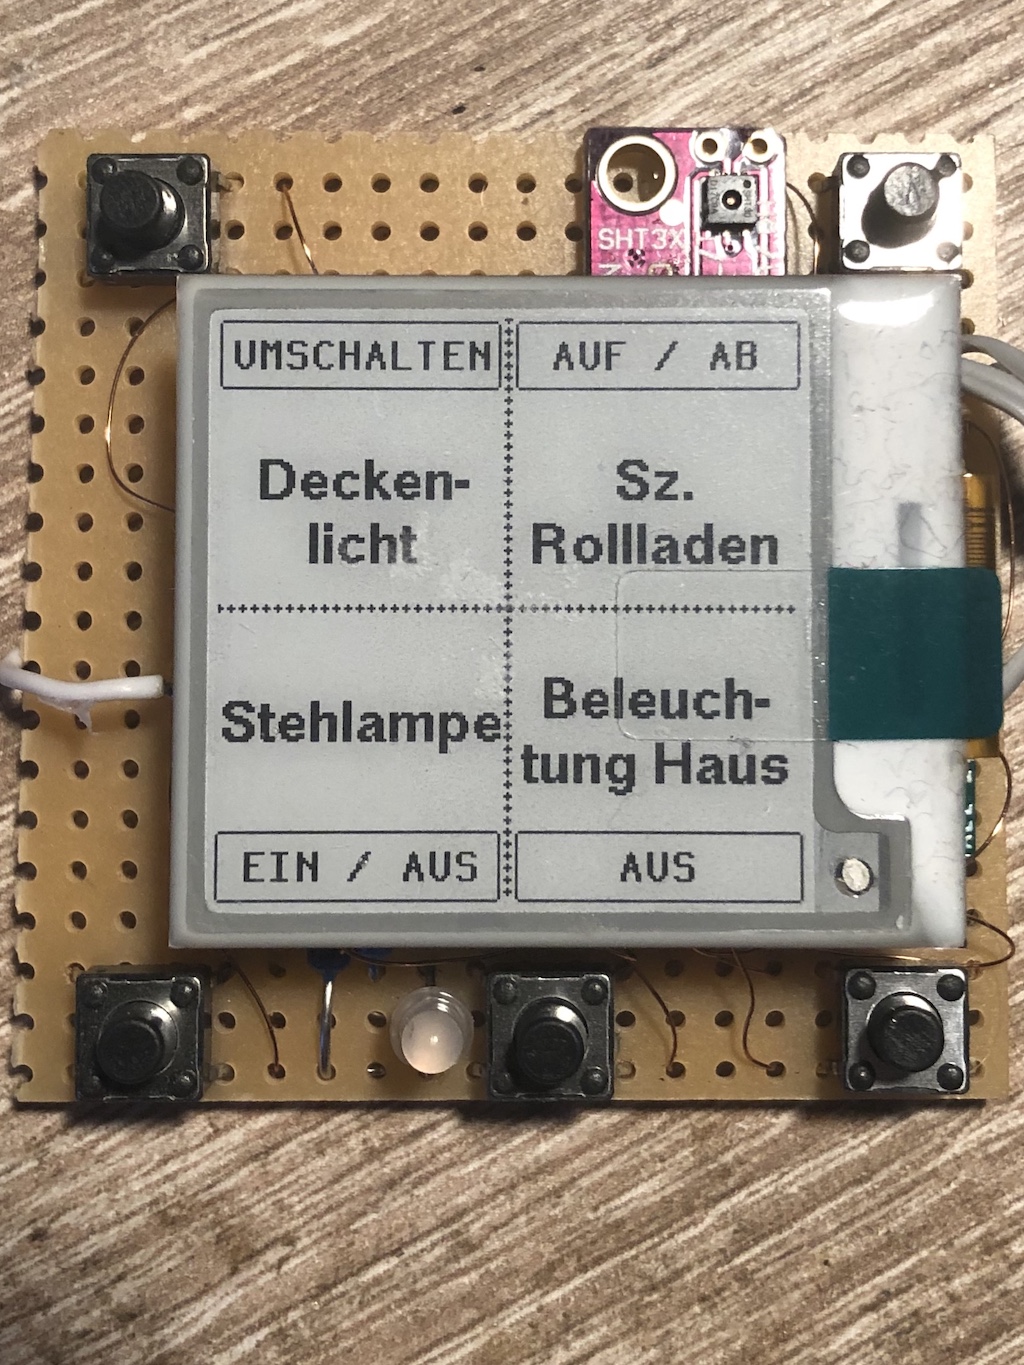 SHT3X
UMSCHALTEN
AUF / AB
Decken-
licht
Sz.
Rollladen
Stehlampe
Beleuch-
tung Haus
EIN / AUS
AUS